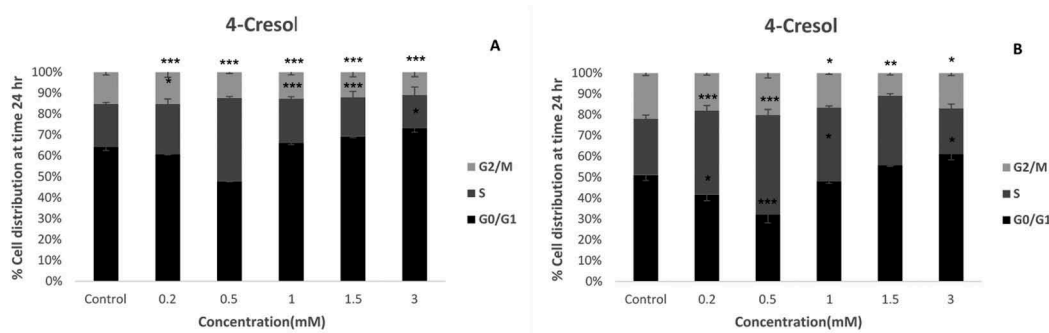 4-Cresol
A
% Cell distribution at time 24 hr
100%
90%
80%
70%
60%
50%
40%
30%
20%
10%
0%
*** *** *** *** ***
*
*** ***
*
G2/M
S
G0/G1
Control 0.2 0.5 1 1.5 3
Concentration(mM)
4-Cresol
B
% Cell distribution at time 24 hr
100%
90%
80%
70%
60%
50%
40%
30%
20%
10%
0%
* ** *
*** ***
* *
*
***
G2/M
S
G0/G1
Control 0.2 0.5 1 1.5 3
Concentration(mM)